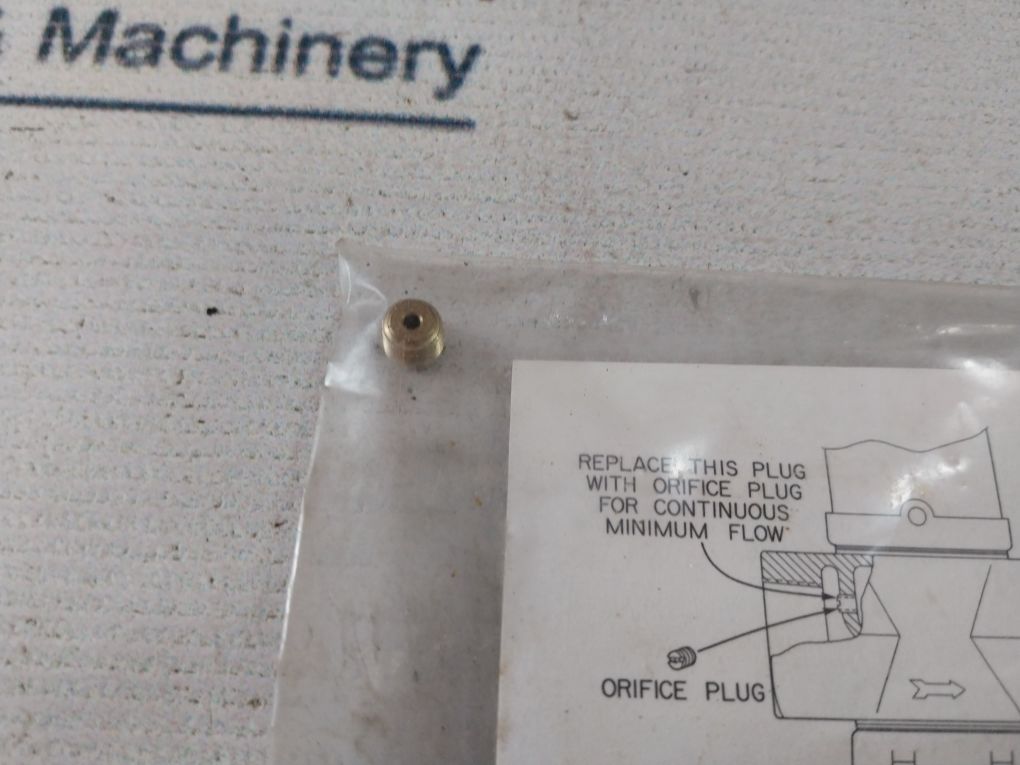 Machinery
REPLACE THIS PLUG
WITH ORIFICE PLUG
FOR CONTINUOUS
MINIMUM FLOW
ORIFICE PLUG